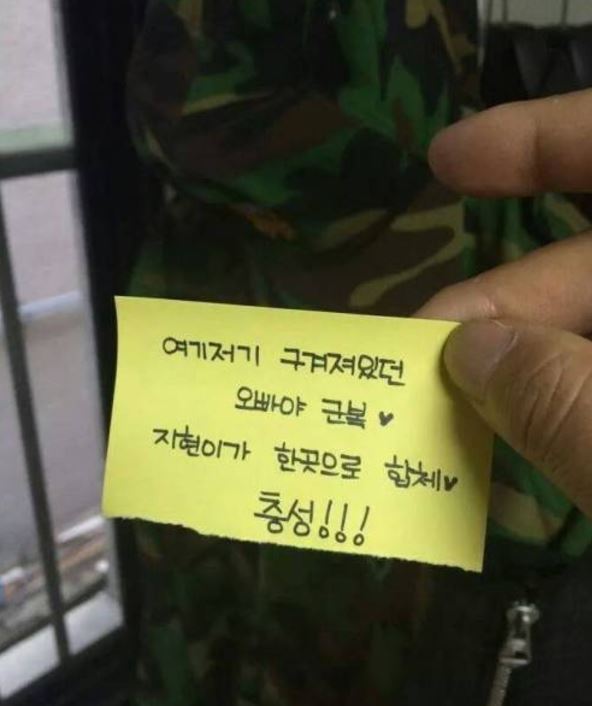 여기저기 구겨져있던
오빠야 군복 ♥
지현이가 한곳으로 합체♥
충성!!!